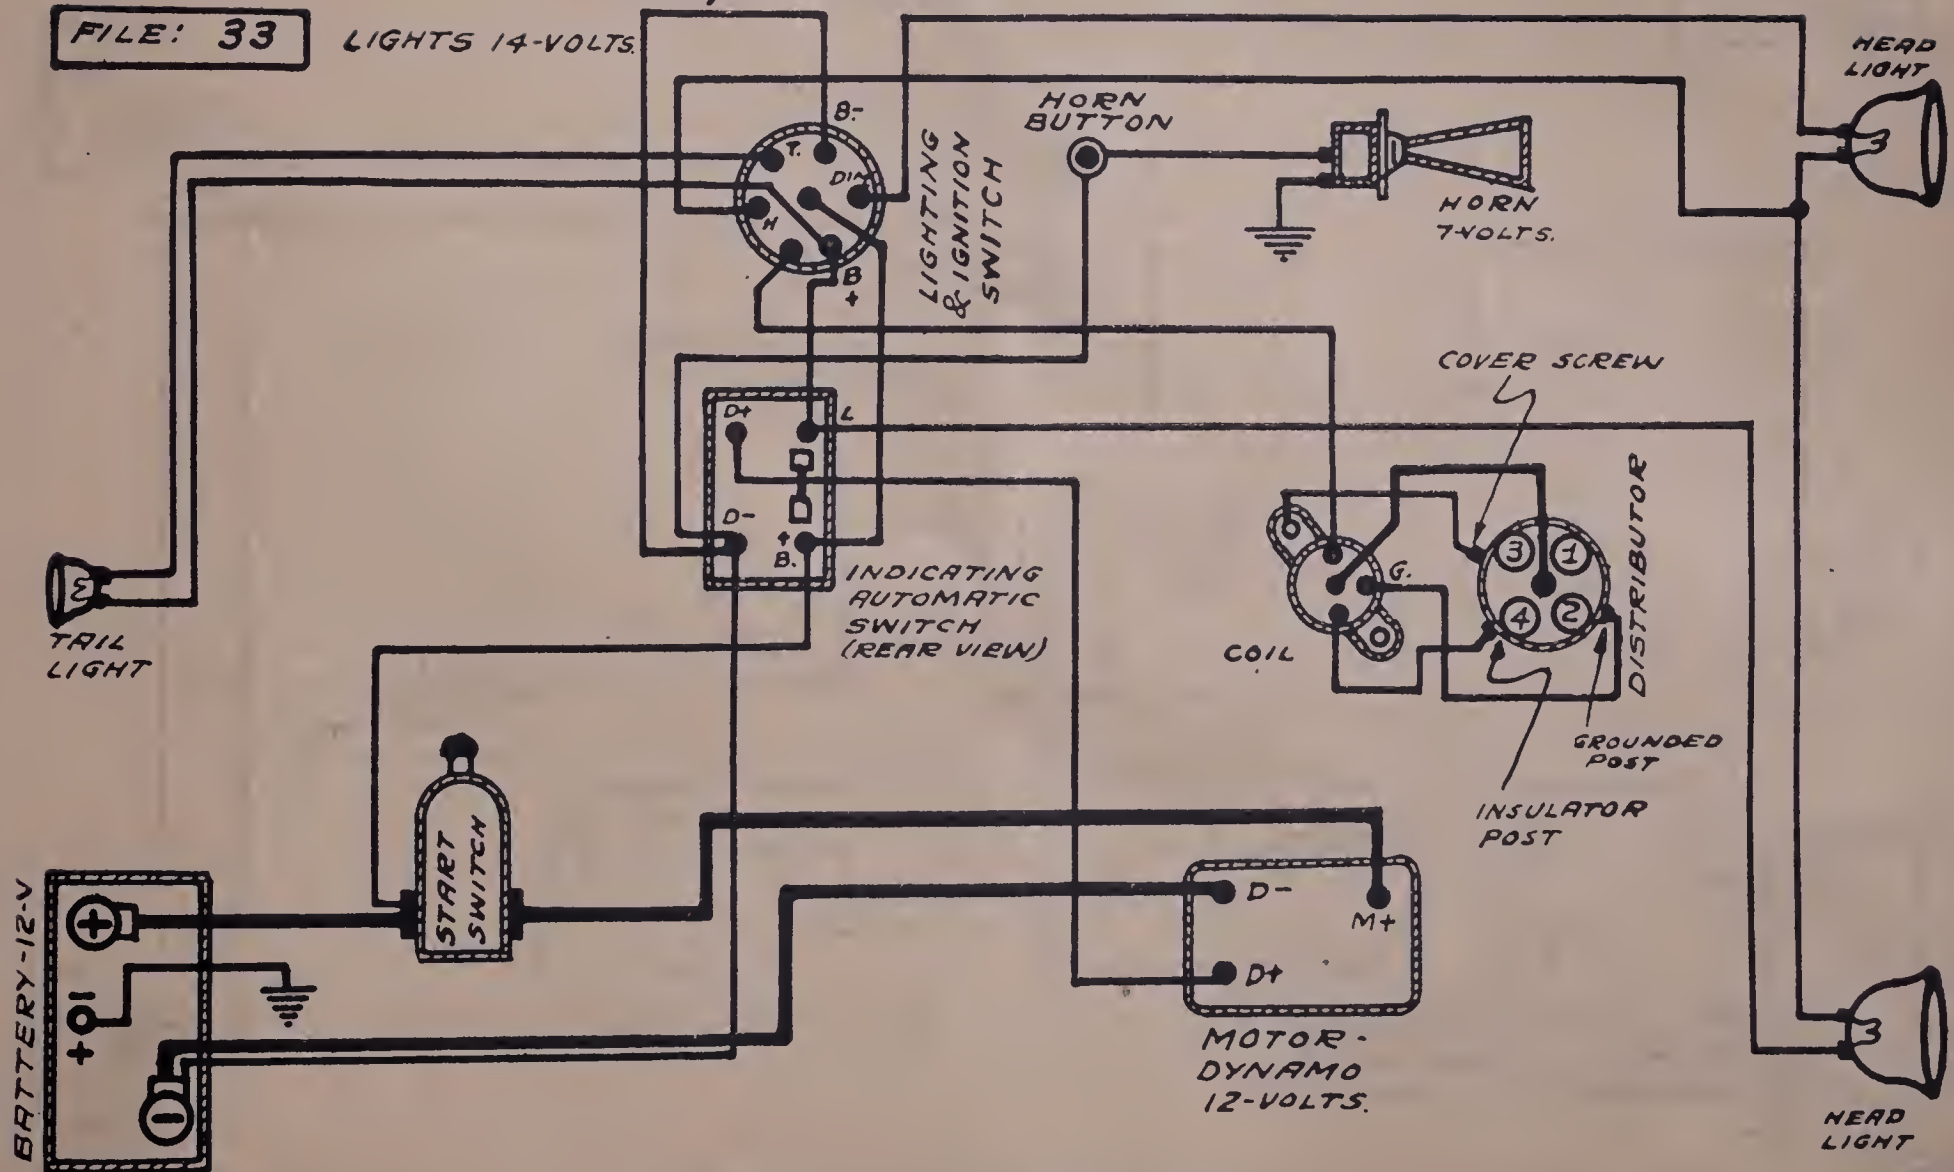 FILE: 33
LIGHTS 14-VOLTS.
HEAD
LIGHT
HORN
BUTTON
B-
T.
DIM
H
B
+
LIGHTING
& IGNITION
SWITCH
HORN
7-VOLTS.
COVER SCREW
D+
L
D-
+
B.
INDICATING
AUTOMATIC
SWITCH
(REAR VIEW)
G.
3
1
4
2
COIL
DISTRIBUTOR
GROUNDED
POST
INSULATOR
POST
TAIL
LIGHT
START
SWITCH
BATTERY-12-V
+
-
+
-
D-
M+
D+
MOTOR-
DYNAMO
12-VOLTS.
HEAD
LIGHT